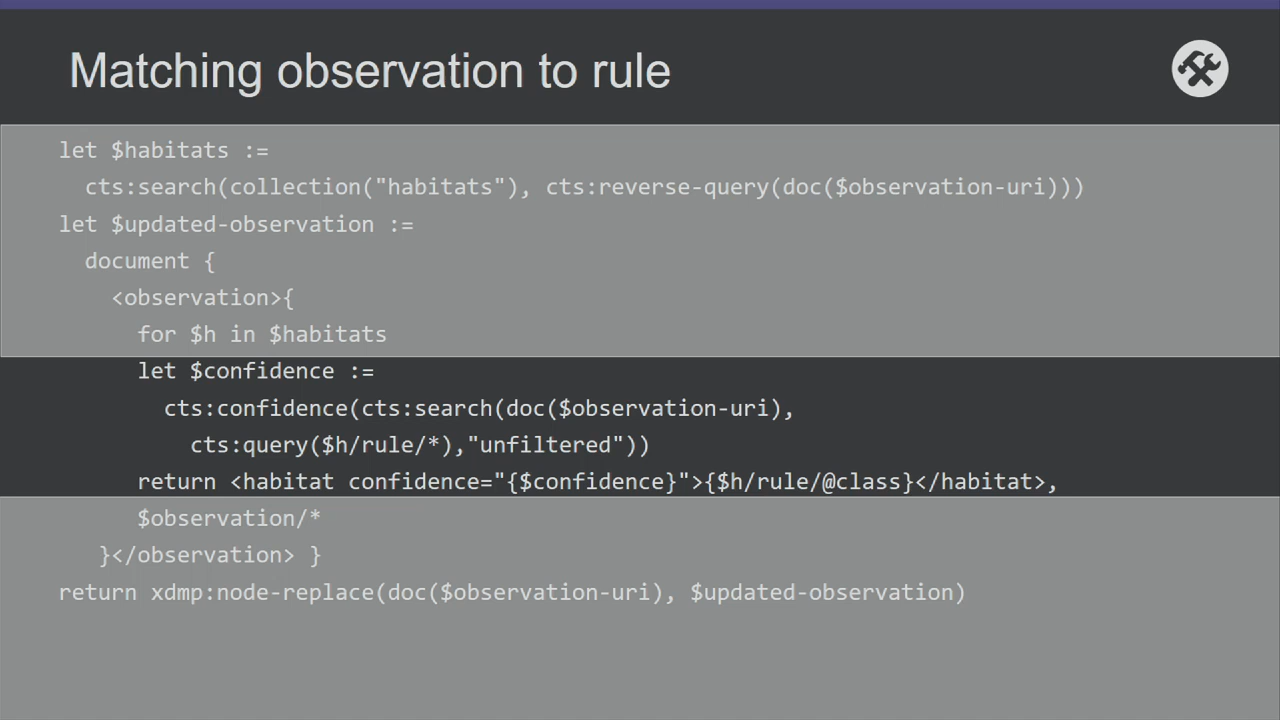 Matching observation to rule
let $habitats :=
cts:search(collection("habitats"), cts:reverse-query(doc($observation-uri)))
let $updated-observation :=
document {
<observation>{
for $h in $habitats
let $confidence :=
cts:confidence(cts:search(doc($observation-uri),
cts:query($h/rule/*),"unfiltered"))
return <habitat confidence="{$confidence}">{$h/rule/@class}</habitat>,
$observation/*
}</observation> }
return xdmp:node-replace(doc($observation-uri), $updated-observation)